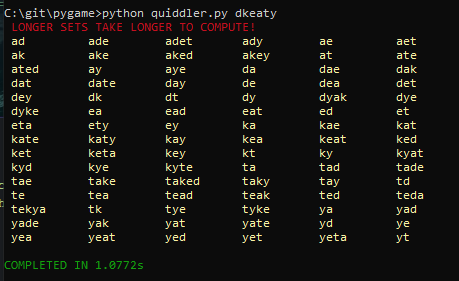 C:\git\pygame>python quiddler.py dkeaty
LONGER SETS TAKE LONGER TO COMPUTE!
ad ade adet ady ae aet
ak ake aked akey at ate
ated ay aye da dae dak
dat date day de dea det
dey dk dt dy dyak dye
dyke ea ead eat ed et
eta ety ey ka kae kat
kate katy kay kea keat ked
ket keta key kt ky kyat
kyd kye kyte ta tad tade
tae take taked taky tay td
te tea tead teak ted teda
tekya tk tye tyke ya yad
yade yak yat yate yd ye
yea yeat yed yet yeta yt
COMPLETED IN 1.0772s